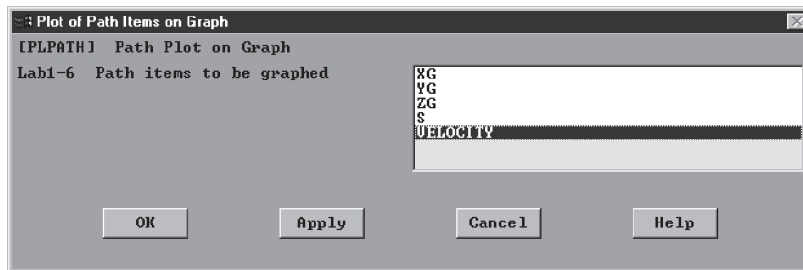 Plot of Path Items on Graph
[PLPATH] Path Plot on Graph
Lab1-6 Path items to be graphed
XG
YG
ZG
S
VELOCITY
OK
Apply
Cancel
Help